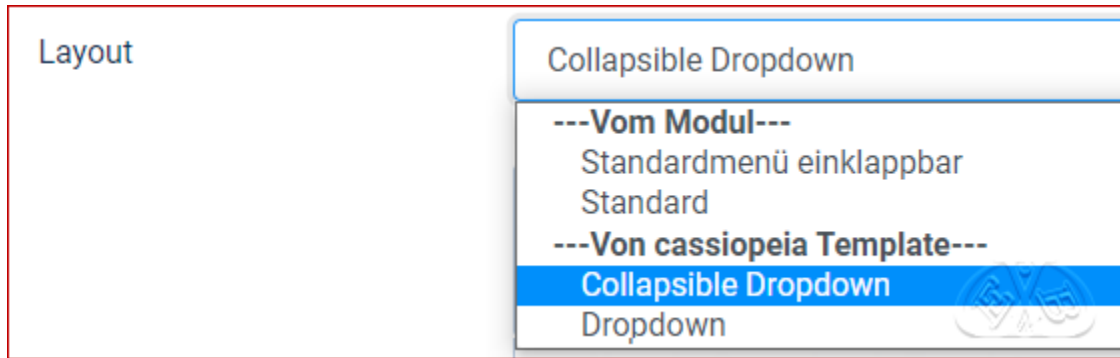 Layout
Collapsible Dropdown
---Vom Modul---
Standardmenü einklappbar
Standard
---Von cassiopeia Template---
Collapsible Dropdown
Dropdown